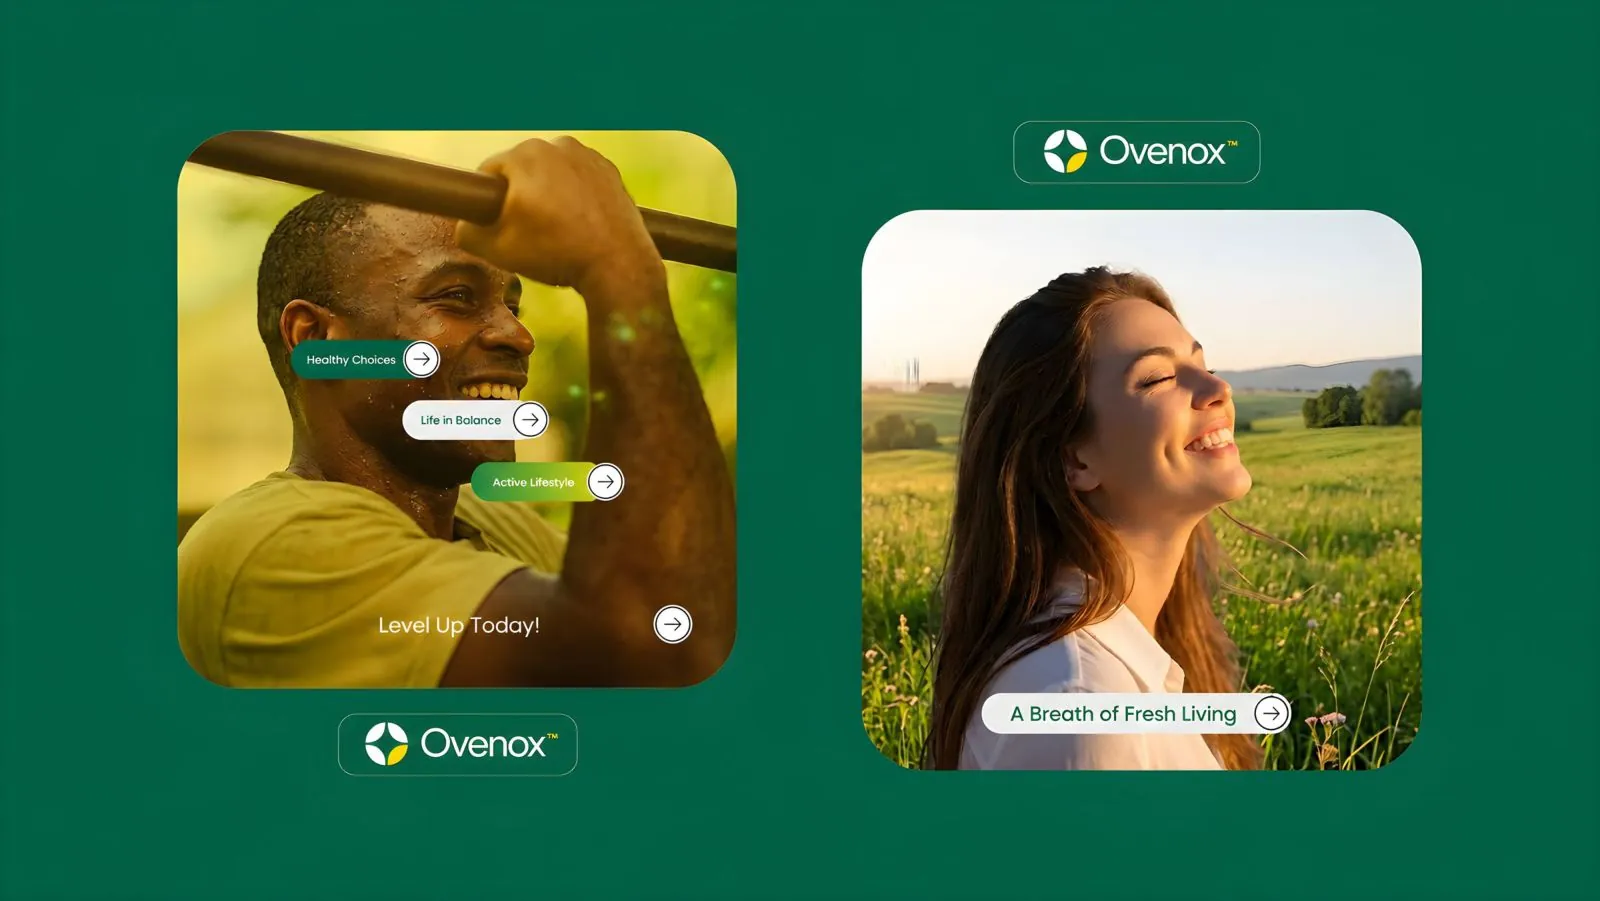 Healthy Choices
Life in Balance
Active Lifestyle
Level Up Today!
Ovenox™
Ovenox™
A Breath of Fresh Living